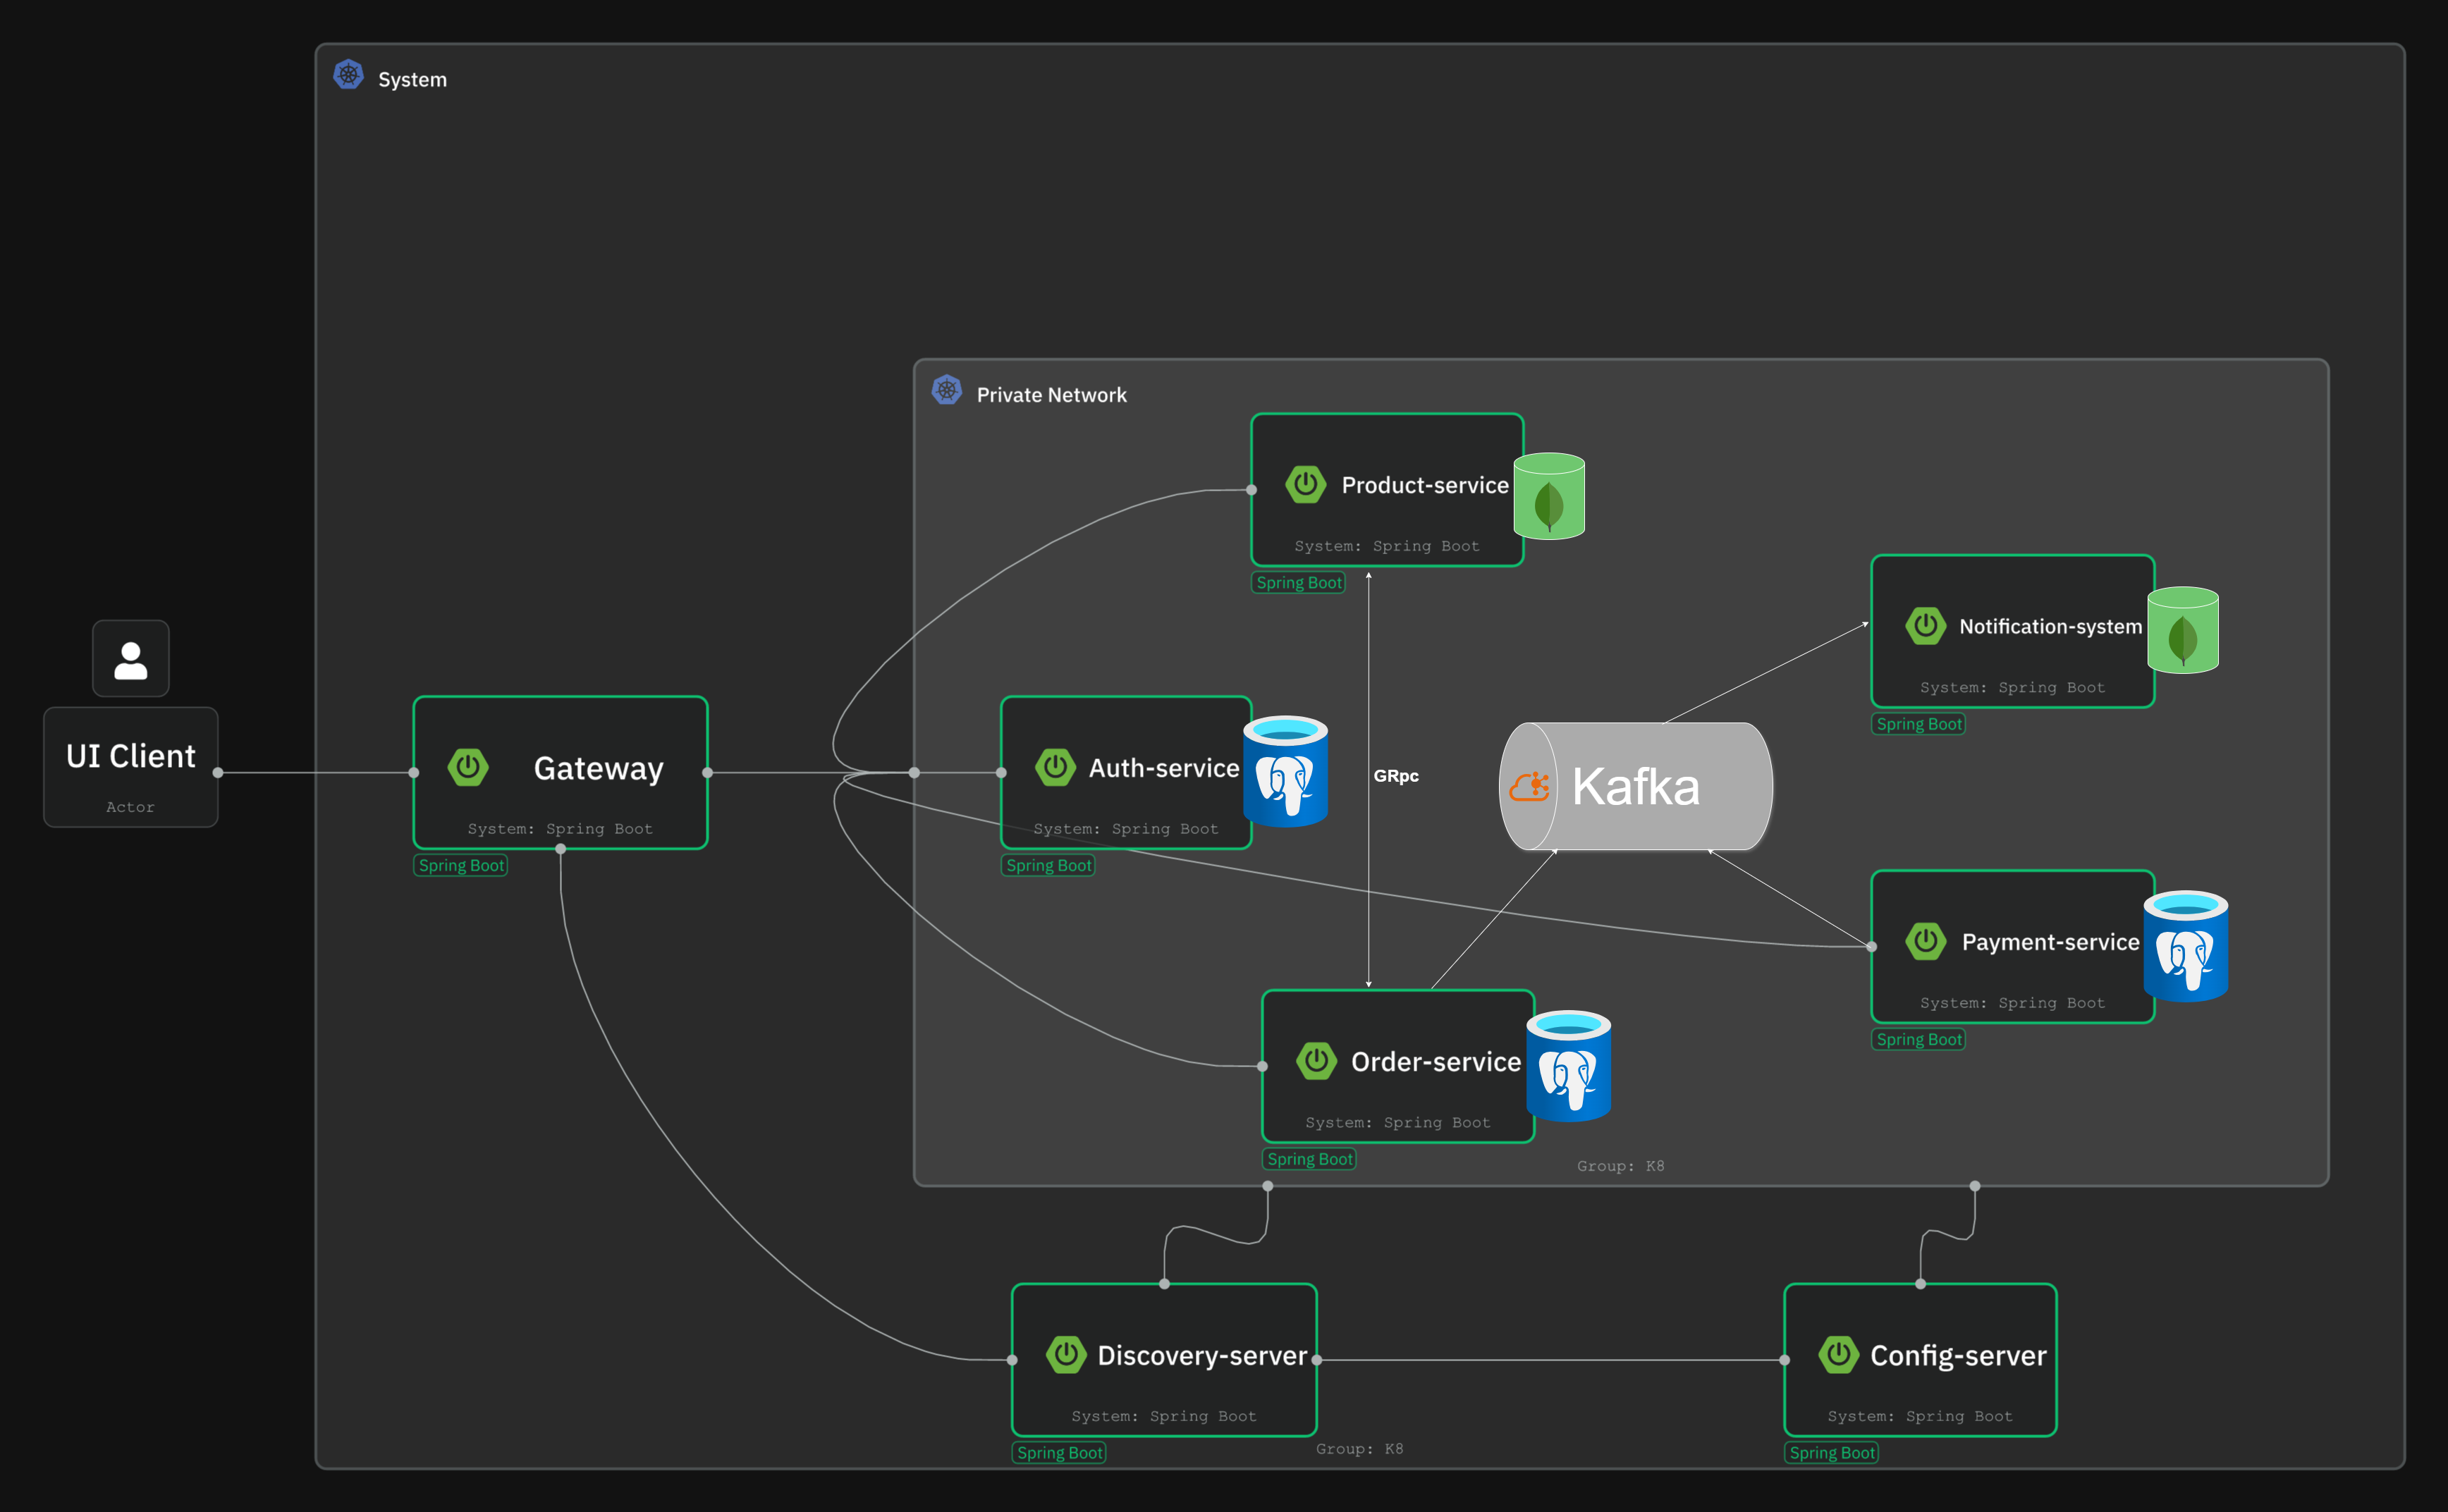 System
Private Network
Product-service
System: Spring Boot
Spring Boot
Notification-system
System: Spring Boot
Spring Boot
UI Client
Actor
Gateway
System: Spring Boot
Spring Boot
Auth-service
System: Spring Boot
Spring Boot
GRpc
Kafka
Payment-service
System: Spring Boot
Spring Boot
Order-service
System: Spring Boot
Spring Boot
Group: K8
Discovery-server
System: Spring Boot
Spring Boot
Config-server
System: Spring Boot
Spring Boot
Group: K8